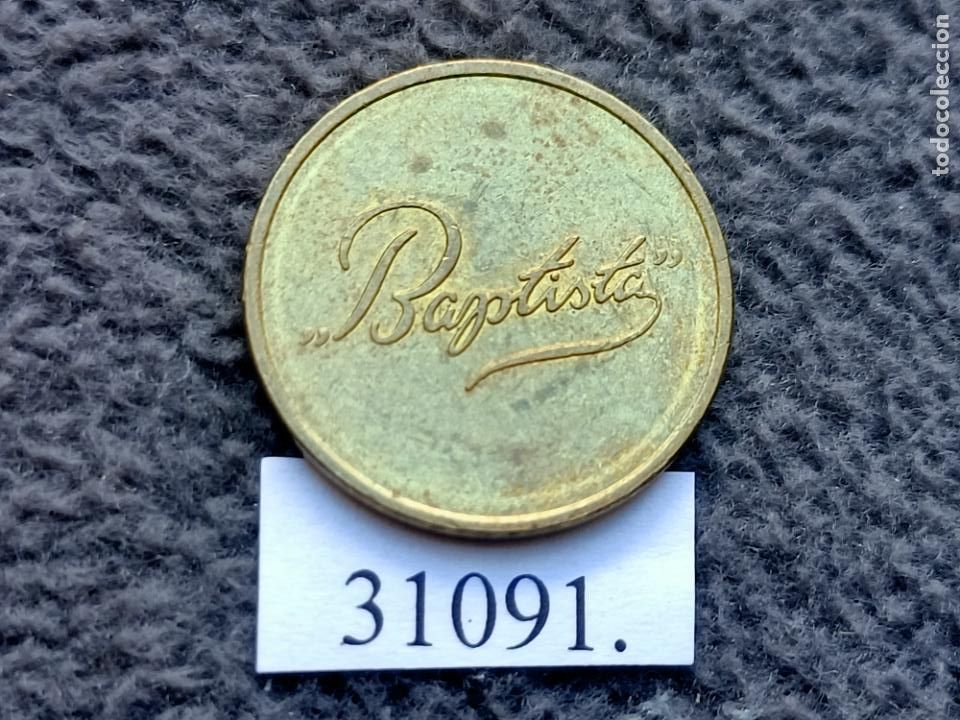 „Baptista”
31091.
todocoleccion